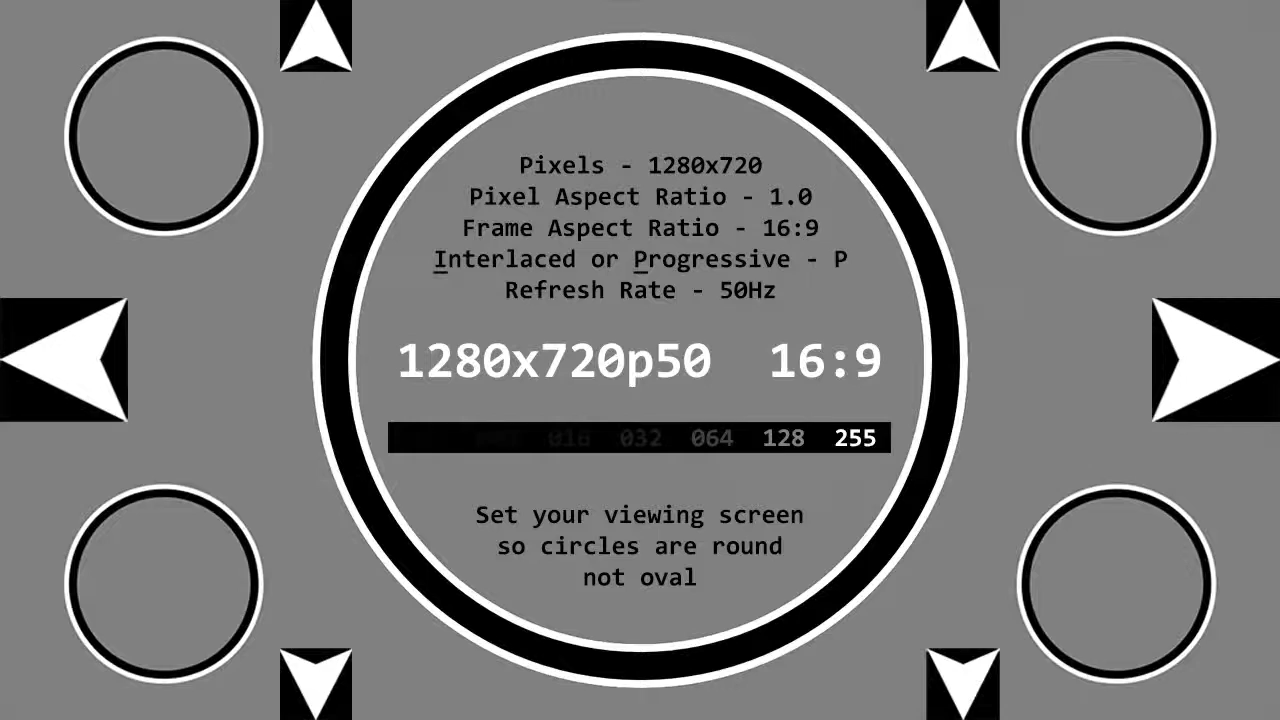 Pixels - 1280x720
Pixel Aspect Ratio - 1.0
Frame Aspect Ratio - 16:9
Interlaced or Progressive - P
Refresh Rate - 50Hz
1280x720p50 16:9
016 032 064 128 255
Set your viewing screen
so circles are round
not oval